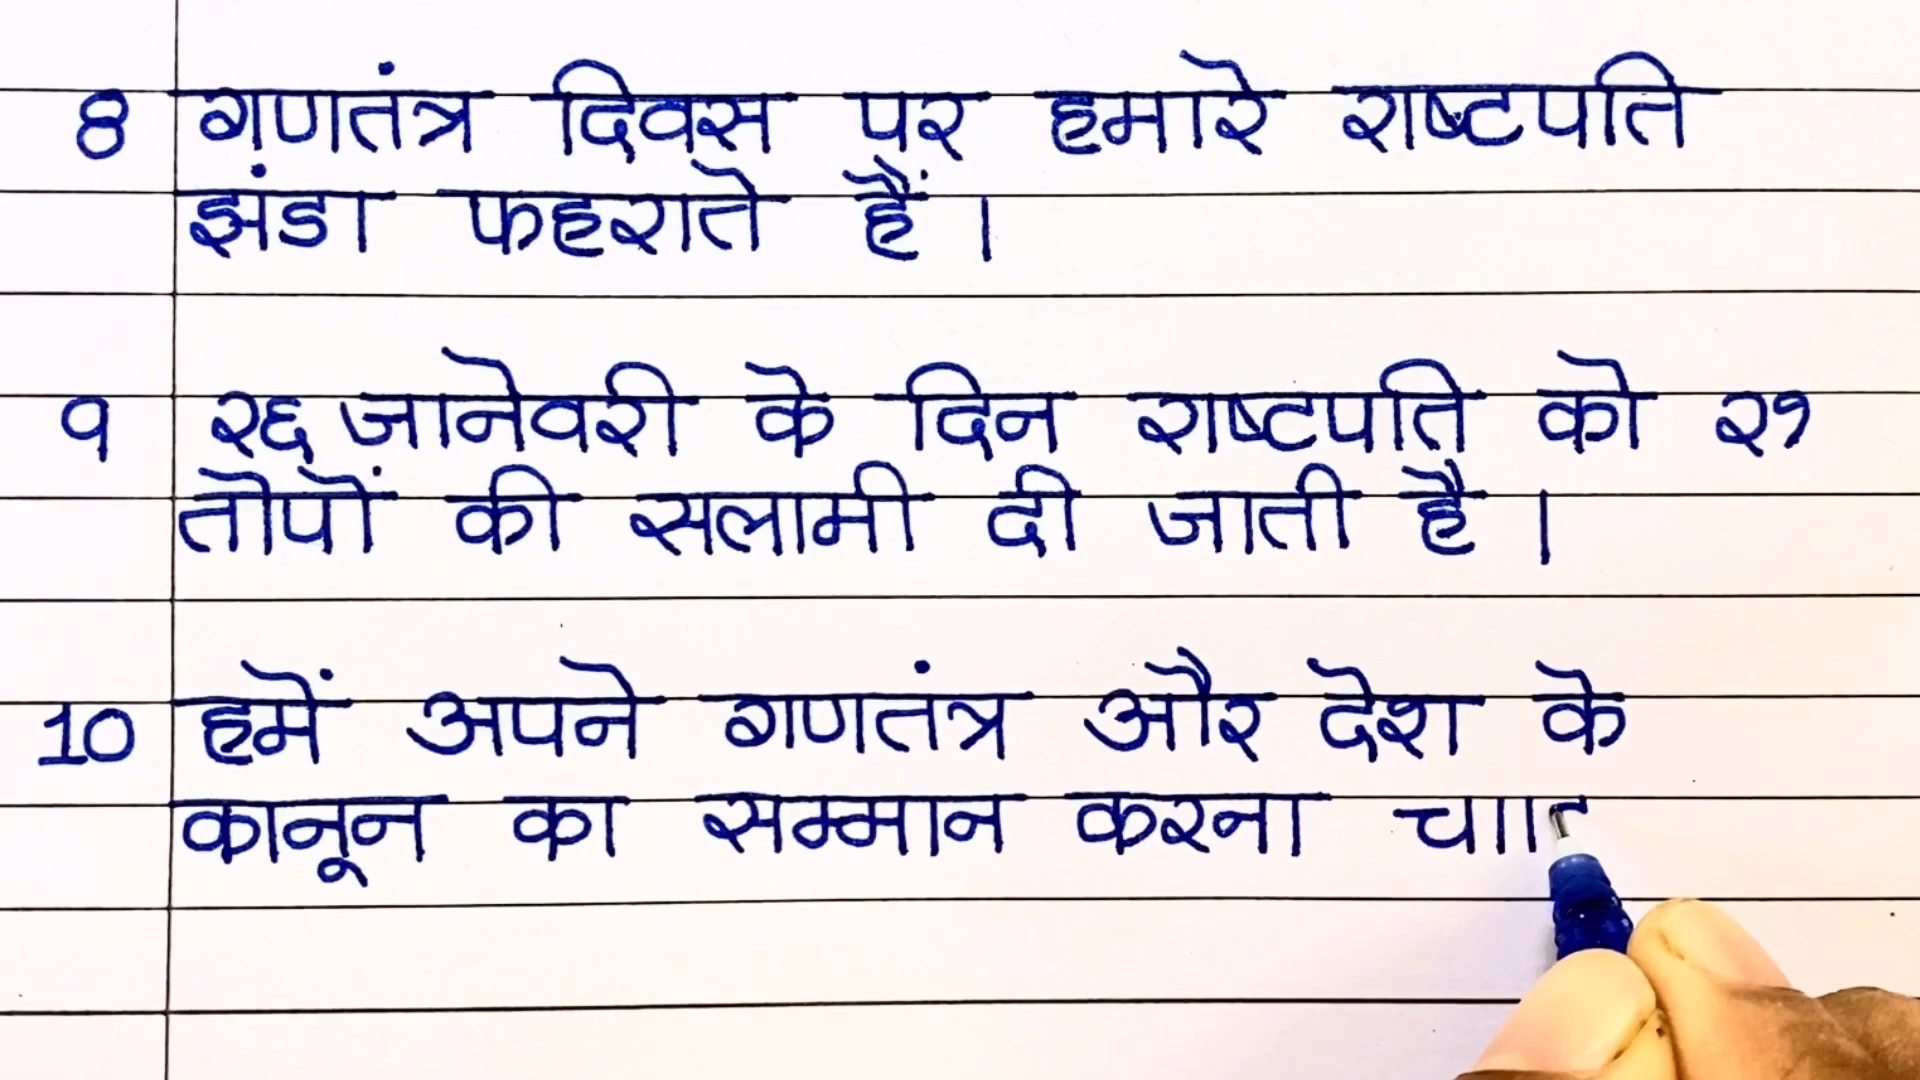 8 गणतंत्र दिवस पर हमारे राष्टपति
झंडा फहराते हैं।
9 २६ जानेवरी के दिन राष्टपति को २१
तोपों की सलामी दी जाती है।
10 हमें अपने गणतंत्र और देश के
कानून का सम्मान करना